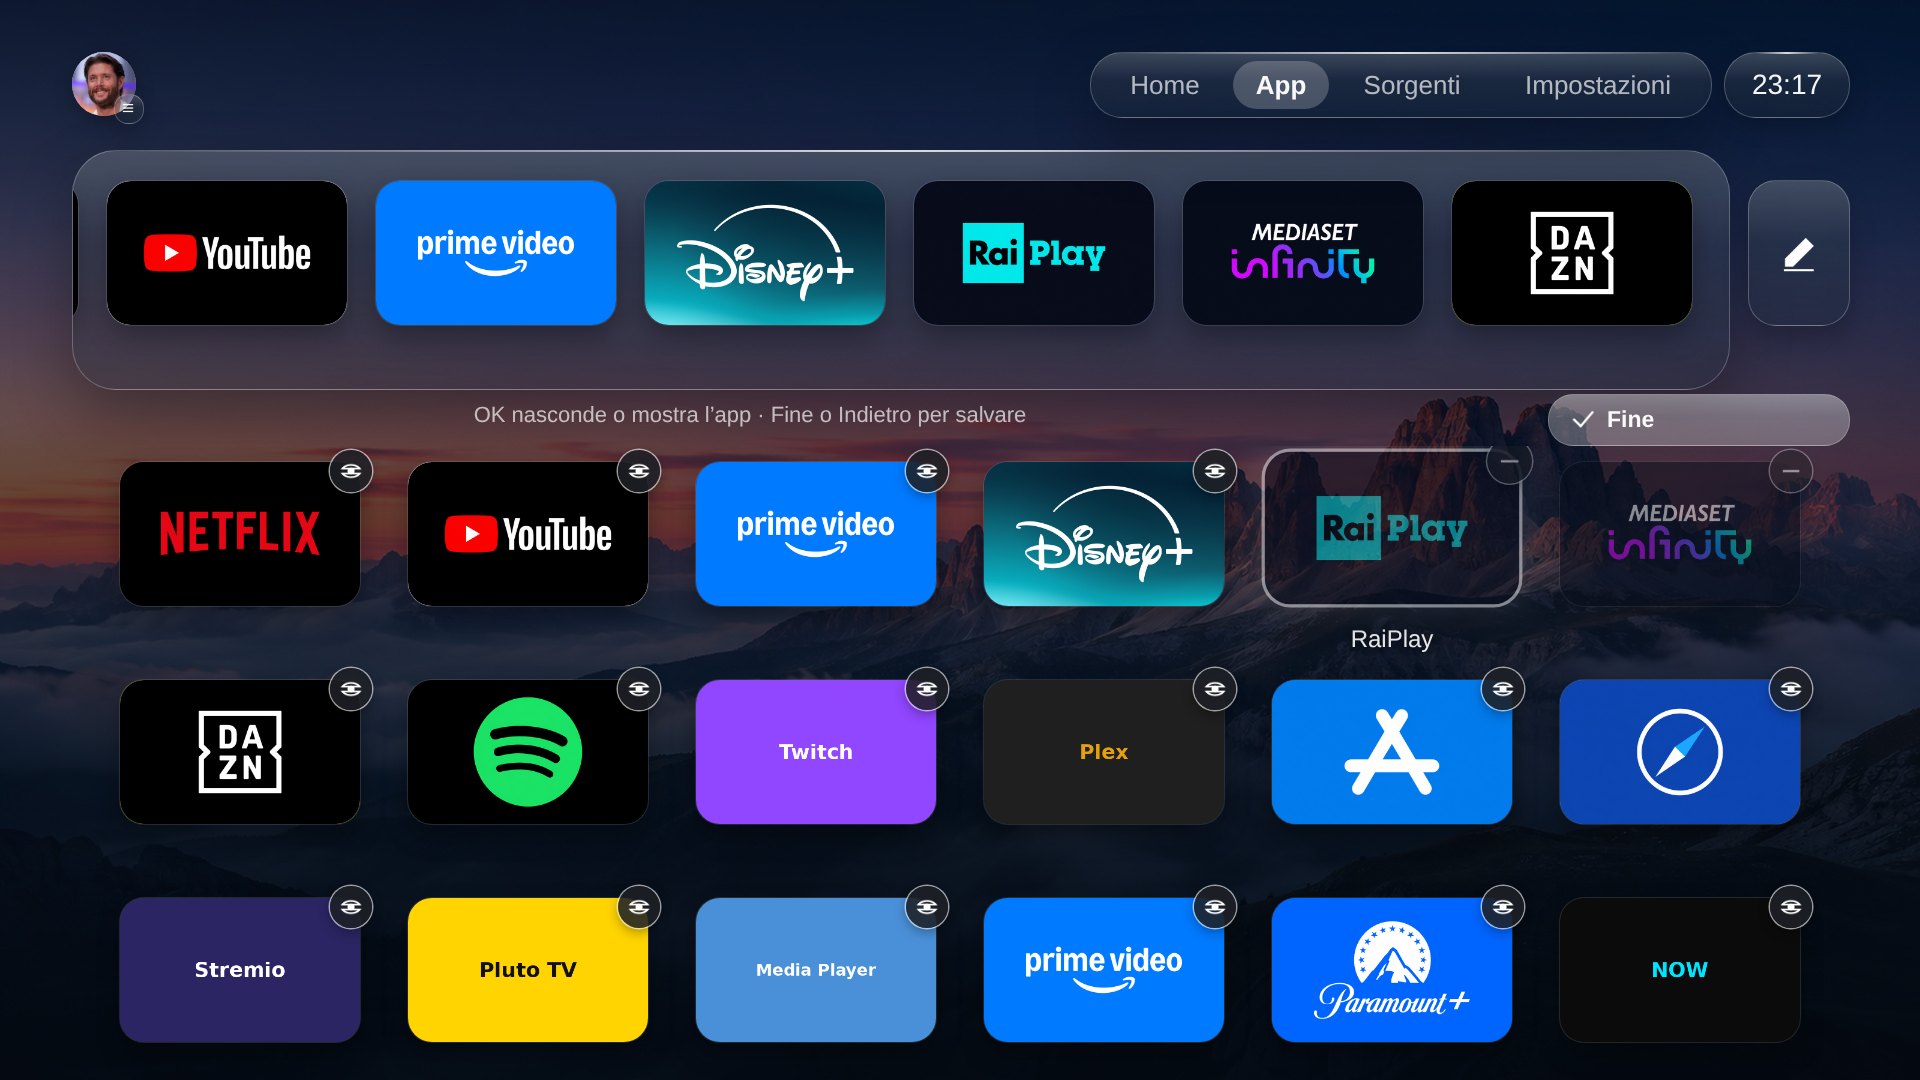 Home App Sorgenti Impostazioni 23:17
YouTube
prime video
Disney+
Rai Play
MEDIASET
infinity
DA
ZN
OK nasconde o mostra l’app · Fine o Indietro per salvare
Fine
NETFLIX
YouTube
prime video
Disney+
Rai Play
MEDIASET
infinity
RaiPlay
DA
ZN
Twitch
Plex
Stremio
Pluto TV
Media Player
prime video
Paramount+
NOW